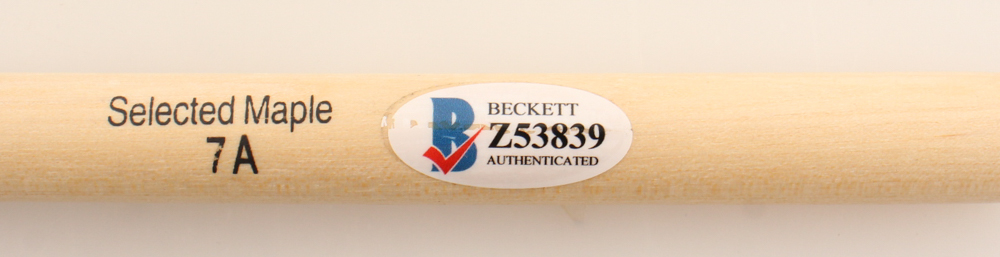 Selected Maple
7A
BECKETT
Z53839
AUTHENTICATED